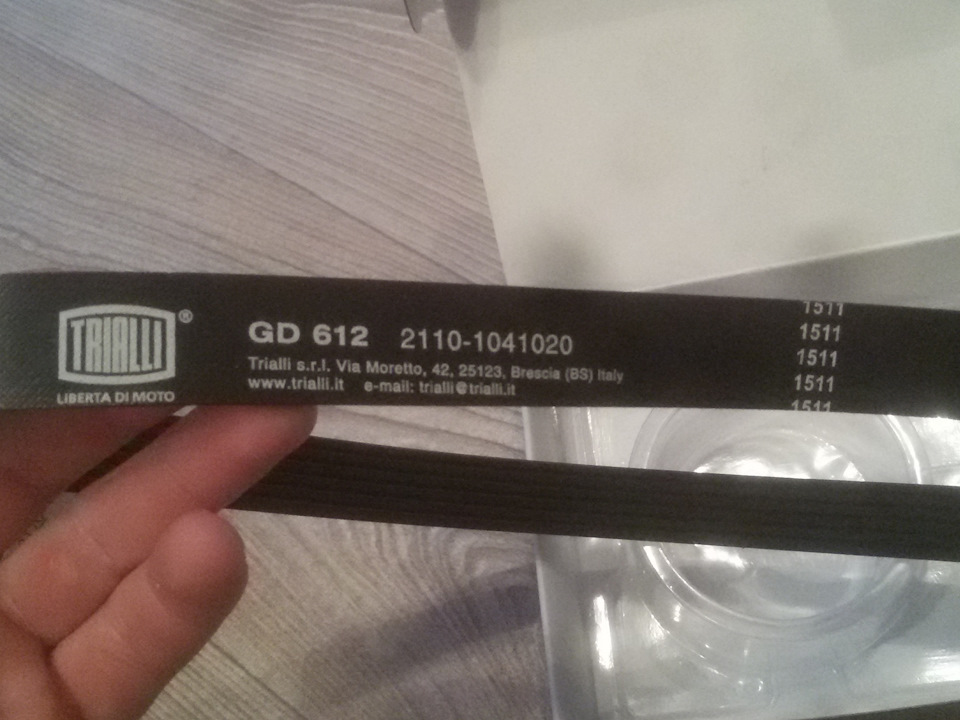 TRIALLI®
LIBERTA DI MOTO
GD 612 2110-1041020
Trialli s.r.l. Via Moretto, 42, 25123, Brescia (BS) Italy
www.trialli.it e-mail: trialli@trialli.it
1511
1511
1511
1511
1511